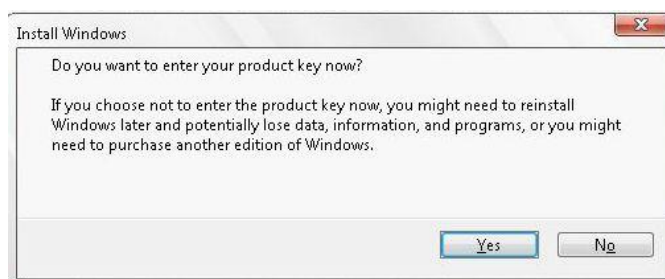 Install Windows
Do you want to enter your product key now?
If you choose not to enter the product key now, you might need to reinstall
Windows later and potentially lose data, information, and programs, or you might
need to purchase another edition of Windows.
Yes No